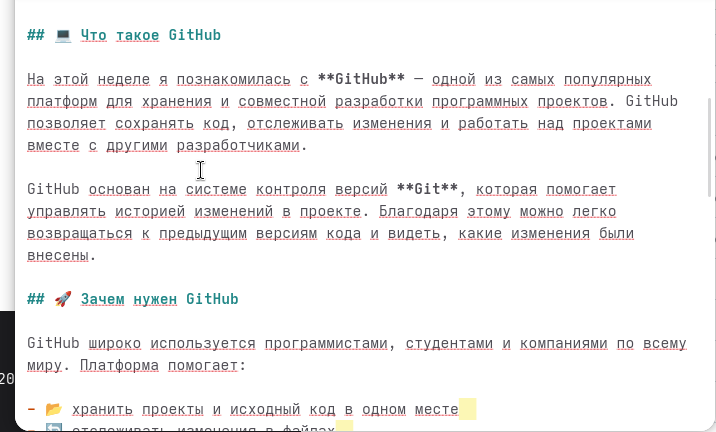 ## 💻 Что такое GitHub
На этой неделе я познакомилась с **GitHub** — одной из самых популярных
платформ для хранения и совместной разработки программных проектов. GitHub
позволяет сохранять код, отслеживать изменения и работать над проектами
вместе с другими разработчиками.
GitHub основан на системе контроля версий **Git**, которая помогает
управлять историей изменений в проекте. Благодаря этому можно легко
возвращаться к предыдущим версиям кода и видеть, какие изменения были
внесены.
## 🚀 Зачем нужен GitHub
GitHub широко используется программистами, студентами и компаниями по всему
миру. Платформа помогает:
20
- 📂 хранить проекты и исходный код в одном месте
- 🔄 отслеживать изменения в файлах